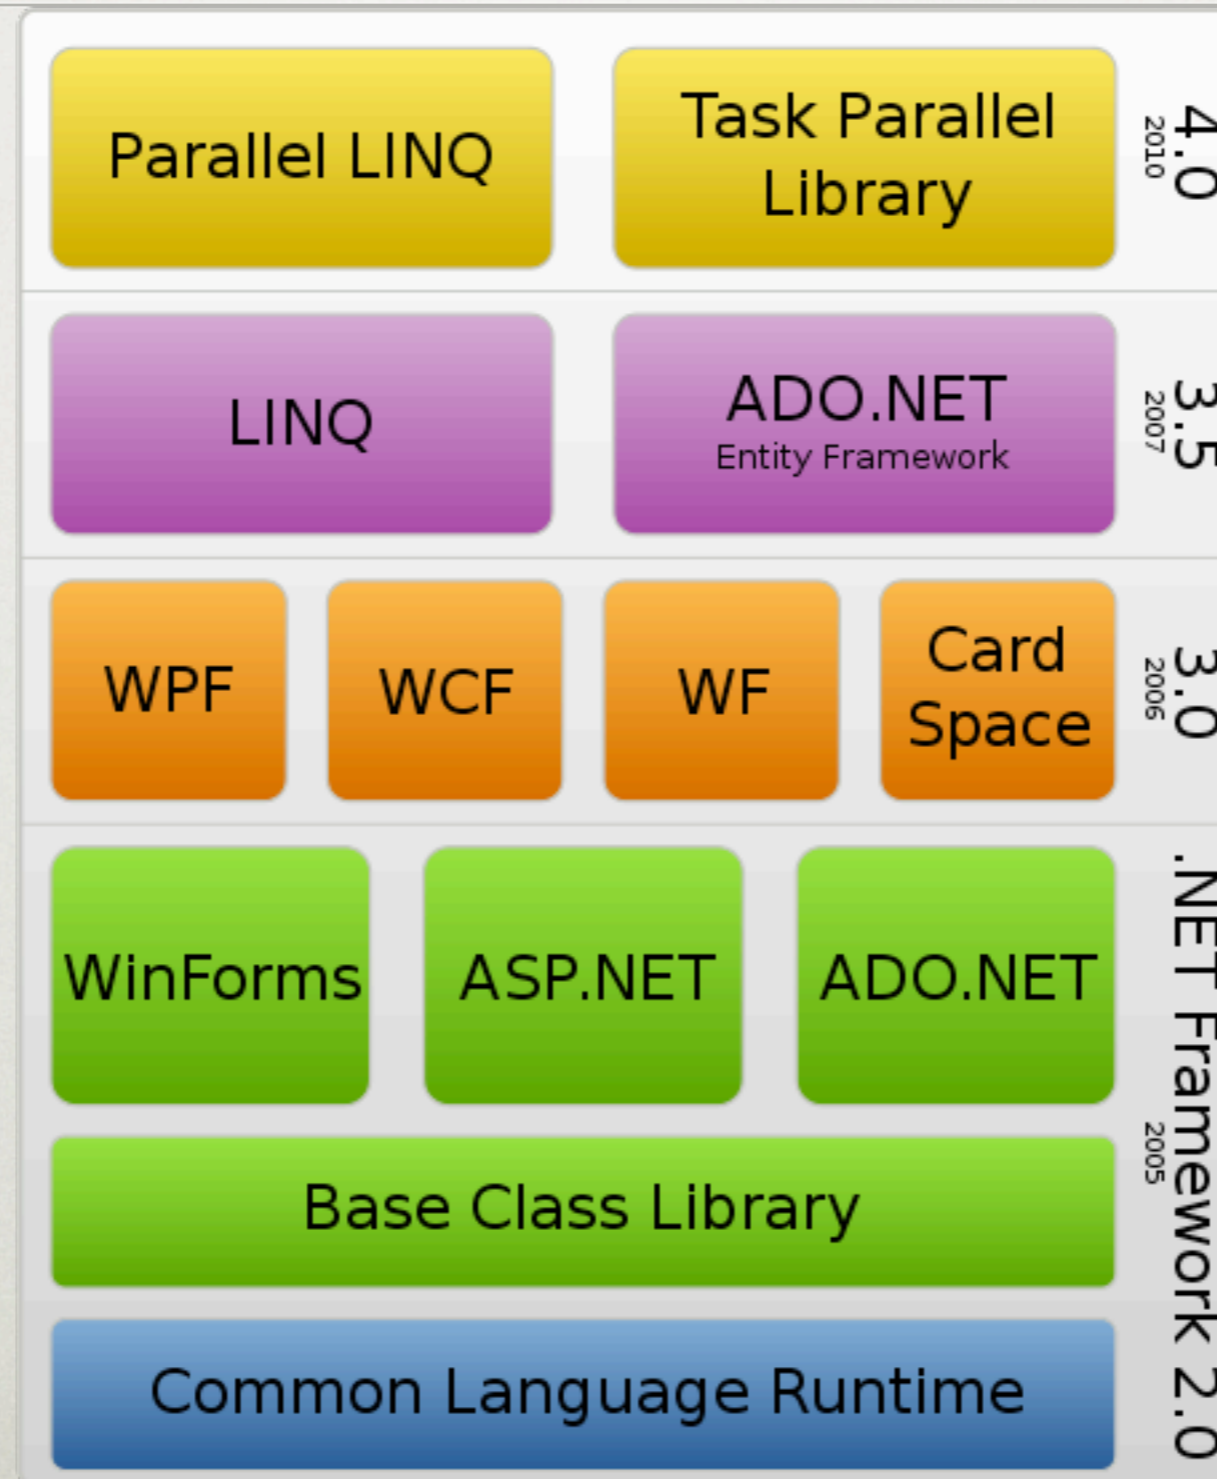 Parallel LINQ
Task Parallel
Library
4.0
2010
LINQ
ADO.NET
Entity Framework
3.5
2007
WPF
WCF
WF
Card
Space
3.0
2006
WinForms
ASP.NET
ADO.NET
Base Class Library
Common Language Runtime
.NET Framework 2.0
2005